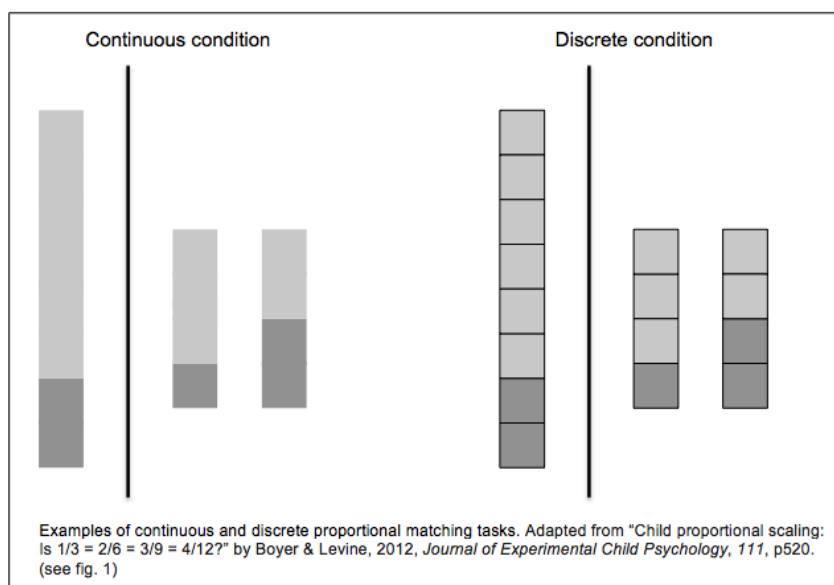 Continuous condition
Discrete condition
Examples of continuous and discrete proportional matching tasks. Adapted from “Child proportional scaling:
Is 1/3 = 2/6 = 3/9 = 4/12?” by Boyer & Levine, 2012, Journal of Experimental Child Psychology, 111, p520.
(see fig. 1)